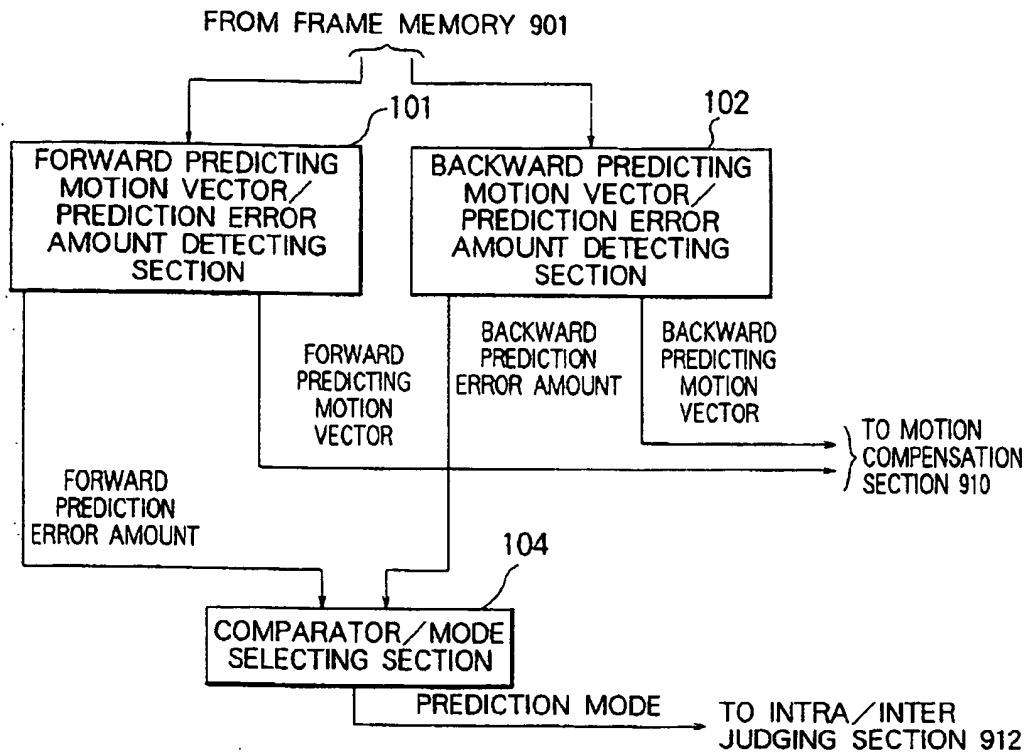 FROM FRAME MEMORY 901
101
102
FORWARD PREDICTING
MOTION VECTOR/
PREDICTION ERROR
AMOUNT DETECTING
SECTION
BACKWARD PREDICTING
MOTION VECTOR/
PREDICTION ERROR
AMOUNT DETECTING
SECTION
FORWARD
PREDICTING
MOTION
VECTOR
BACKWARD
PREDICTION
ERROR AMOUNT
BACKWARD
PREDICTING
MOTION
VECTOR
TO MOTION
COMPENSATION
SECTION 910
FORWARD
PREDICTION
ERROR AMOUNT
104
COMPARATOR/MODE
SELECTING SECTION
PREDICTION MODE
TO INTRA/INTER
JUDGING SECTION 912